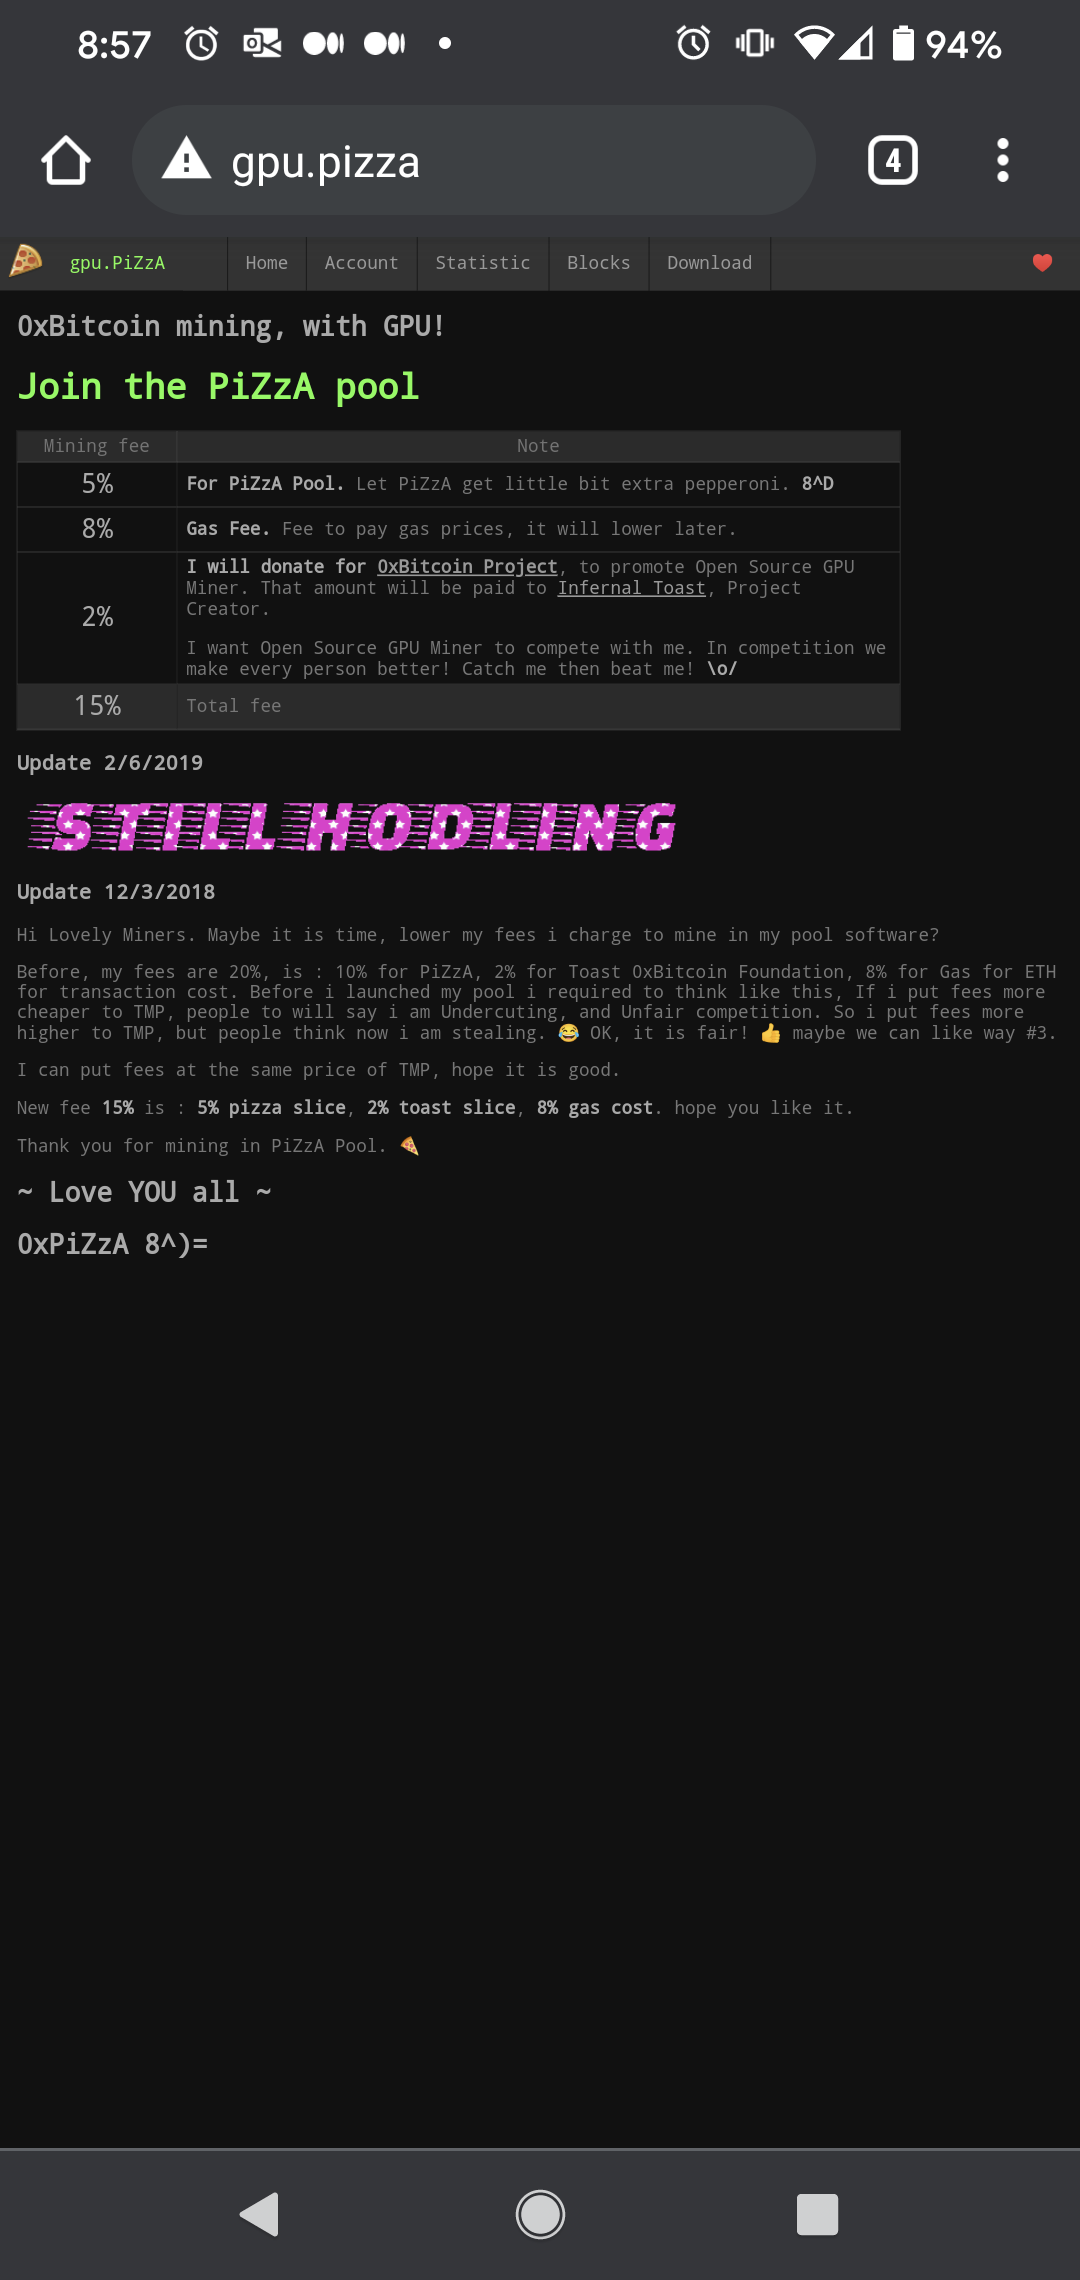 8:57
94%
gpu.pizza
4
gpu.PiZzA Home Account Statistic Blocks Download
0xBitcoin mining, with GPU!
Join the PiZzA pool
Mining fee Note
5% For PiZzA Pool. Let PiZzA get little bit extra pepperoni. 8^D
8% Gas Fee. Fee to pay gas prices, it will lower later.
I will donate for 0xBitcoin Project, to promote Open Source GPU
Miner. That amount will be paid to Infernal Toast, Project
Creator.
2%
I want Open Source GPU Miner to compete with me. In competition we
make every person better! Catch me then beat me! \o/
15% Total fee
Update 2/6/2019
STILL HODLING
Update 12/3/2018
Hi Lovely Miners. Maybe it is time, lower my fees i charge to mine in my pool software?
Before, my fees are 20%, is : 10% for PiZzA, 2% for Toast 0xBitcoin Foundation, 8% for Gas for ETH
for transaction cost. Before i launched my pool i required to think like this, If i put fees more
cheaper to TMP, people to will say i am Undercuting, and Unfair competition. So i put fees more
higher to TMP, but people think now i am stealing. 😂 OK, it is fair! 👍 maybe we can like way #3.
I can put fees at the same price of TMP, hope it is good.
New fee 15% is : 5% pizza slice, 2% toast slice, 8% gas cost. hope you like it.
Thank you for mining in PiZzA Pool. 🍕
~ Love YOU all ~
0xPiZzA 8^)=